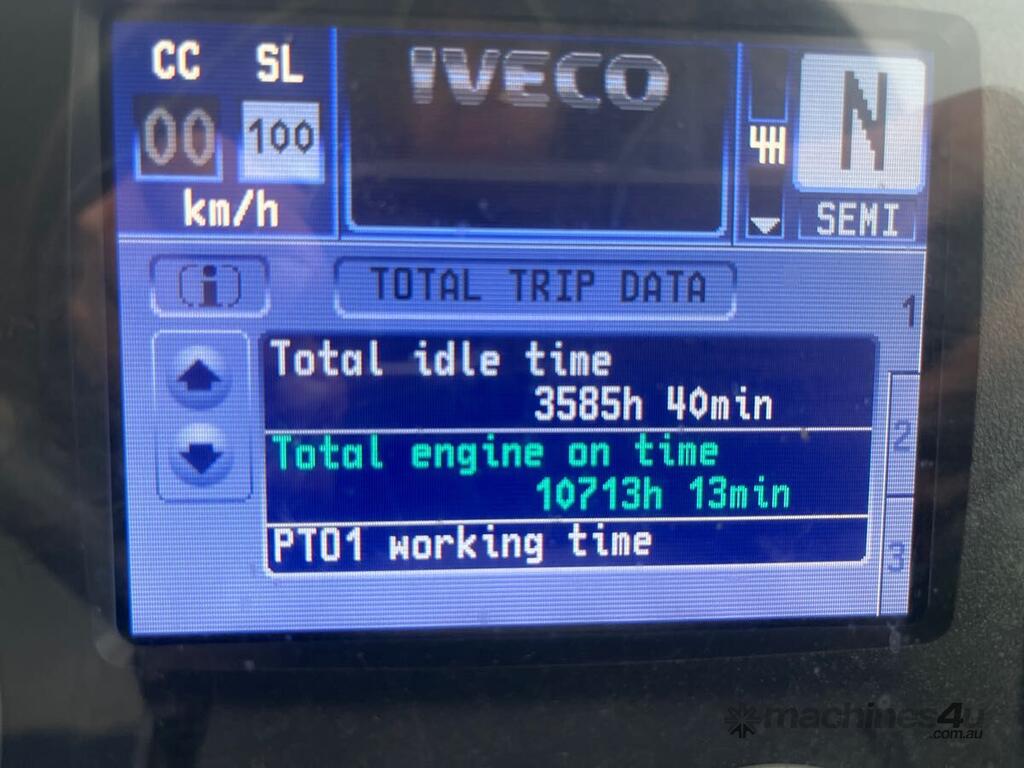 CC SL
IVECO
N
00 100
km/h
SEMI
i
TOTAL TRIP DATA
1
Total idle time
3585h 40min
2
Total engine on time
10713h 13min
PTO1 working time
3
machines4u
.com.au